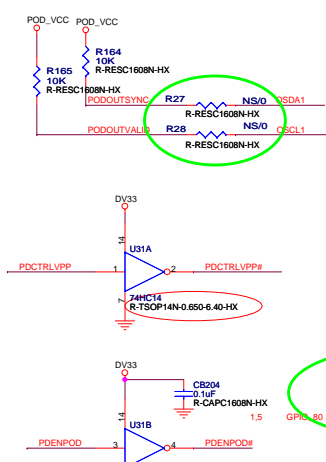 POD_VCC POD_VCC
R164
10K
R-RESC1608N-HX
R165
10K
R-RESC1608N-HX
PODOUTSYNC R27 NS/0 OSDA1
R-RESC1608N-HX
PODOUTVALID R28 NS/0 OSCL1
R-RESC1608N-HX
DV33
14
U31A
PDCTRLVPP 1 2 PDCTRLVPP#
7
74HC14
R-TSOP14N-0.650-6.40-HX
DV33
CB204
0.1uF
R-CAPC1608N-HX
14
U31B
1,5 GPIO_80
PDENPOD 3 4 PDENPOD#